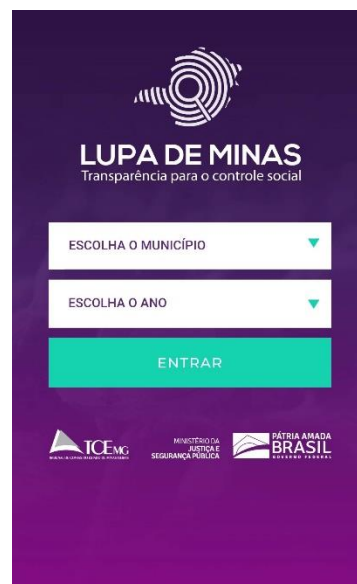 LUPA DE MINAS
Transparência para o controle social
ESCOLHA O MUNICÍPIO
ESCOLHA O ANO
ENTRAR
TCEMG
MINISTÉRIO DA
JUSTIÇA E
SEGURANÇA PÚBLICA
PÁTRIA AMADA
BRASIL
GOVERNO FEDERAL